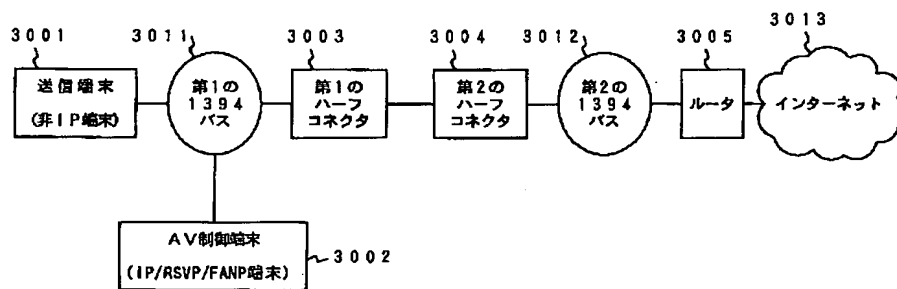 3001
3011
3003
3004
3012
3005
3013
送信端末
(非IP端末)
第1の
1394
バス
第1の
ハーフ
コネクタ
第2の
ハーフ
コネクタ
第2の
1394
バス
ルータ
インターネット
AV制御端末
(IP/RSVP/FANP端末)
3002